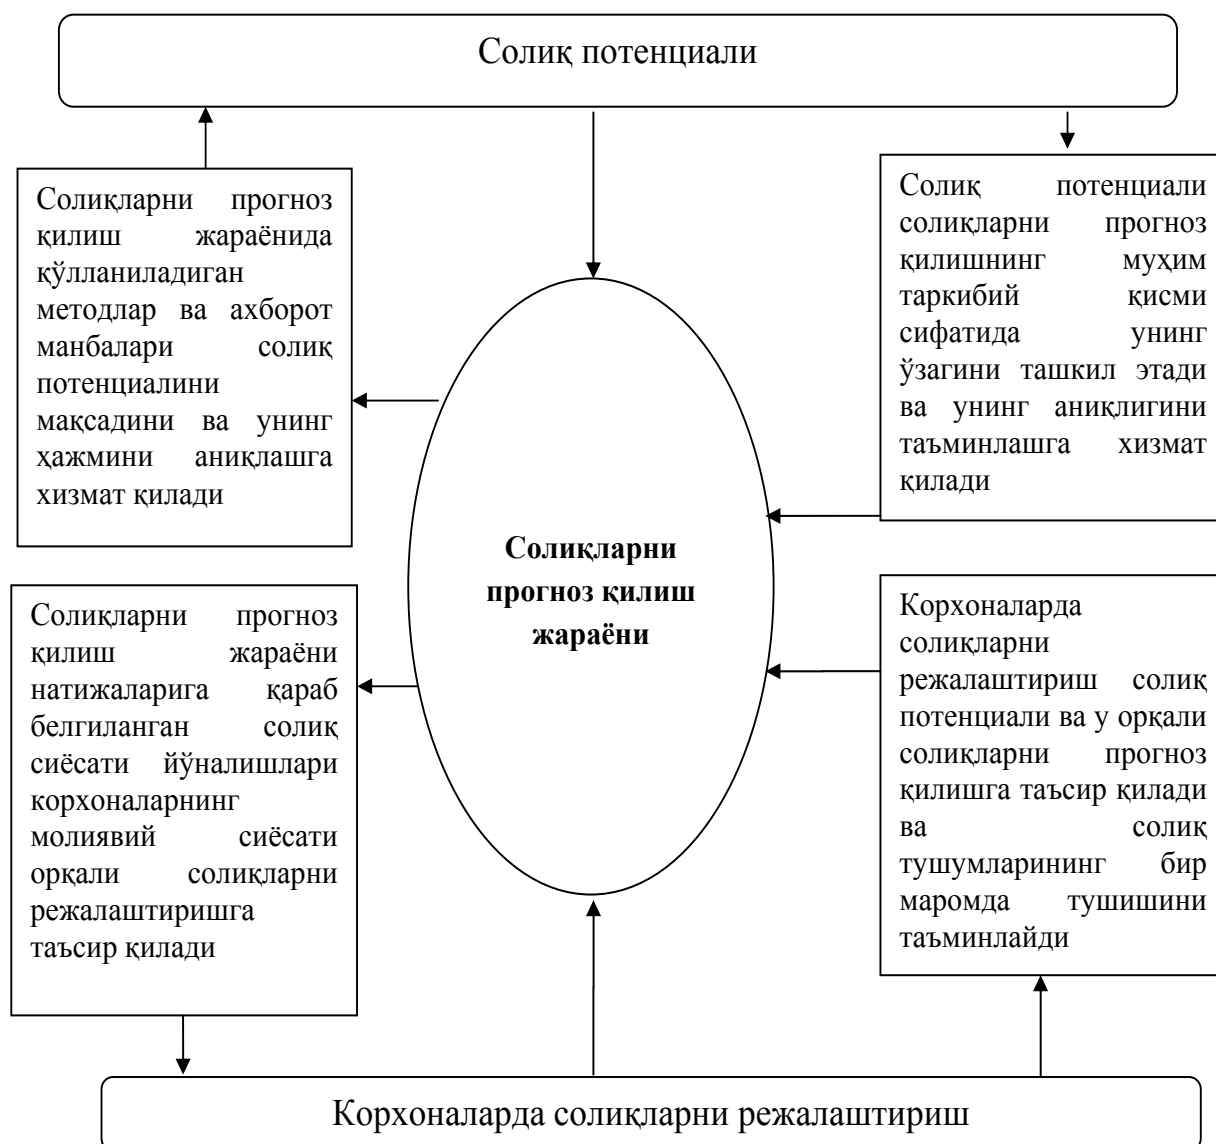 Солиқ потенциали
Солиқларни прогноз
қилиш жараёнида
қўлланиладиган
методлар ва ахборот
манбалари солиқ
потенциалини
мақсадини ва унинг
ҳажмини аниқлашга
хизмат қилади
Солиқ потенциали
солиқларни прогноз
қилишнинг муҳим
таркибий қисми
сифатида унинг
ўзагини ташкил этади
ва унинг аниқлигини
таъминлашга хизмат
қилади
Солиқларни
прогноз қилиш
жараёни
Солиқларни прогноз
қилиш жараёни
натижаларига қараб
белгиланган солиқ
сиёсати йўналишлари
корхоналарнинг
молиявий сиёсати
орқали солиқларни
режалаштиришга
таъсир қилади
Корхоналарда
солиқларни
режалаштириш солиқ
потенциали ва у орқали
солиқларни прогноз
қилишга таъсир қилади
ва солиқ
тушумларининг бир
маромда тушишини
таъминлайди
Корхоналарда солиқларни режалаштириш